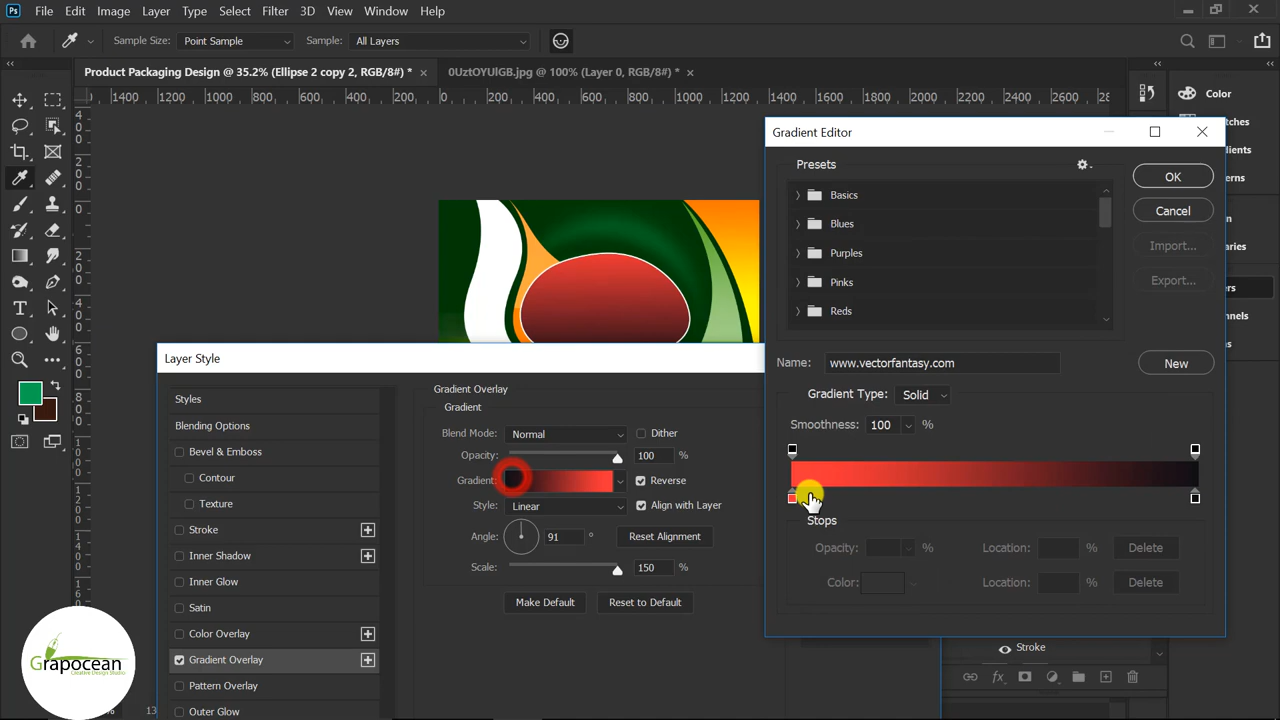 Ps File Edit Image Layer Type Select Filter 3D View Window Help
Sample Size: Point Sample Sample: All Layers
Product Packaging Design @ 35.2% (Ellipse 2 copy 2, RGB/8#) * 0UztOYUlGB.jpg @ 100% (Layer 0, RGB/8#) *
1400 1200 1000 800 600 400 200 0 200 400 600 800 1000 1200 1400 1600 1800 2000 2200 2400 2600
Color
Gradient Editor
Presets
Basics
Blues
Purples
Pinks
Reds
OK
Cancel
Import...
Export...
Name: www.vectorfantasy.com New
Gradient Type: Solid
Smoothness: 100 %
Stops
Opacity: % Location: % Delete
Color: Location: % Delete
Layer Style
Styles
Blending Options
Bevel & Emboss
Contour
Texture
Stroke
Inner Shadow
Inner Glow
Satin
Color Overlay
Gradient Overlay
Pattern Overlay
Outer Glow
Gradient Overlay
Gradient
Blend Mode: Normal Dither
Opacity: 100 %
Gradient: Reverse
Style: Linear Align with Layer
Angle: 91 ° Reset Alignment
Scale: 150 %
Make Default Reset to Default
Stroke
fx
Grapocean
Creative Design Studio